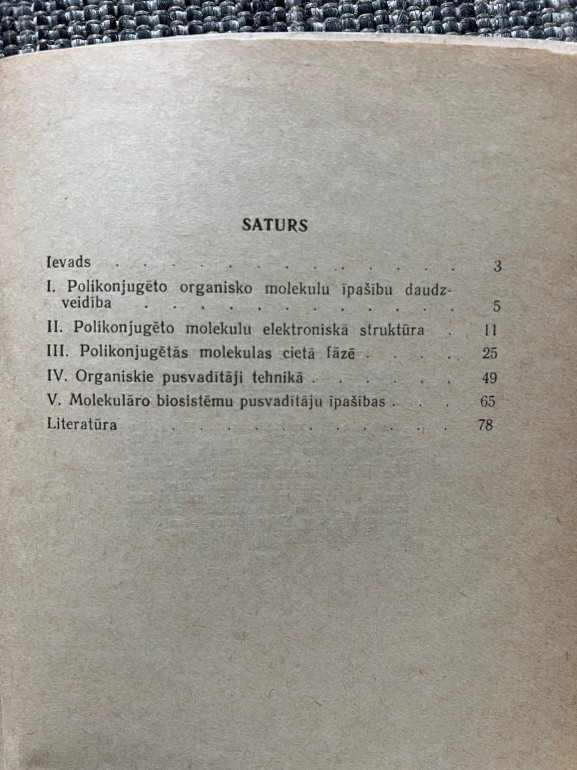 SATURS
Ievads . . . . . . . . . . . . . 3
I. Polikonjugēto organisko molekulu īpašību daudz-
veidība . . . . . . . . . . . . 5
II. Polikonjugēto molekulu elektroniskā struktūra . 11
III. Polikonjugētās molekulas cietā fāzē . . . . 25
IV. Organiskie pusvadītāji tehnikā . . . . . . 49
V. Molekulāro biosistēmu pusvadītāju īpašības . . . 65
Literatūra . . . . . . . . . . . 78